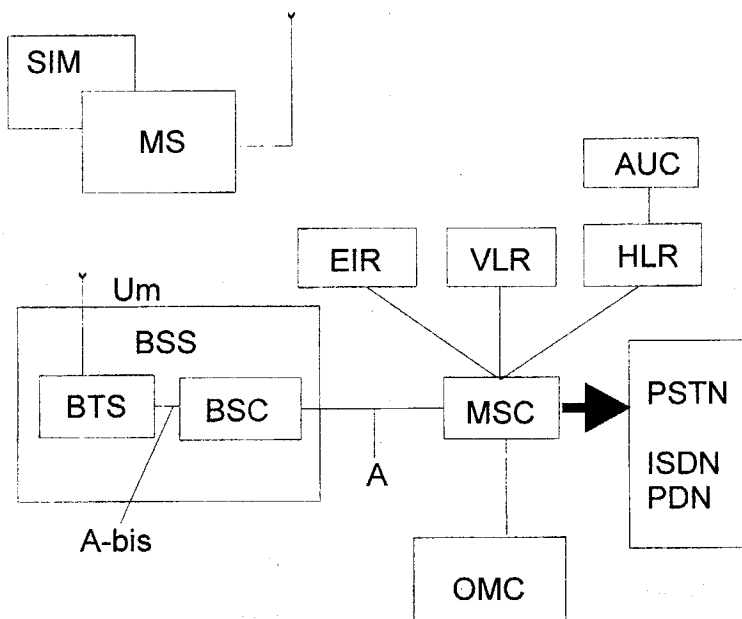 SIM
MS
AUC
EIR
VLR
HLR
Um
BSS
BTS
BSC
MSC
PSTN
A
ISDN
PDN
A-bis
OMC